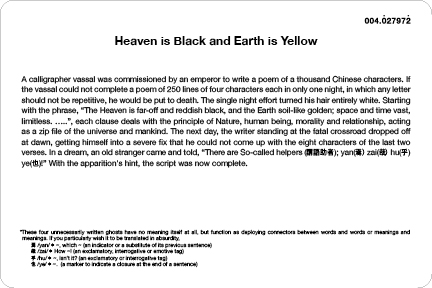 004.027972
Heaven is Black and Earth is Yellow
A calligrapher vassal was commissioned by an emperor to write a poem of a thousand Chinese characters. If
the vassal could not complete a poem of 250 lines of four characters each in only one night, in which any letter
should not be repetitive, he would be put to death. The single night effort turned his hair entirely white. Starting
with the phrase, “The Heaven is far-off and reddish black, and the Earth soil-like golden; space and time vast,
limitless. …..”, each clause deals with the principle of Nature, human being, morality and relationship, acting
as a zip file of the universe and mankind. The next day, the writer standing at the fatal crossroad dropped off
at dawn, getting himself into a severe fix that he could not come up with the eight characters of the last two
verses. In a dream, an old stranger came and told, “There are So-called helpers (謂語助者); yan(焉) zai(哉) hu(乎)
ye(也)!” With the apparition's hint, the script was now complete.
*These four unnecessarily written ghosts have no meaning itself at all, but function as deploying connectors between words and words or meanings and
meanings. If you particularly wish it to be translated in absurdity,
焉 /yan/ ~, which ~ (an indicator or a substitute of its previous sentence)
哉 /zai/ How ~! (an exclamatory, interrogative or emotive tag)
乎 /hu/ ~, isn't it? (an exclamatory or interrogative tag)
也 /ye/ ~. (a marker to indicate a closure at the end of a sentence)